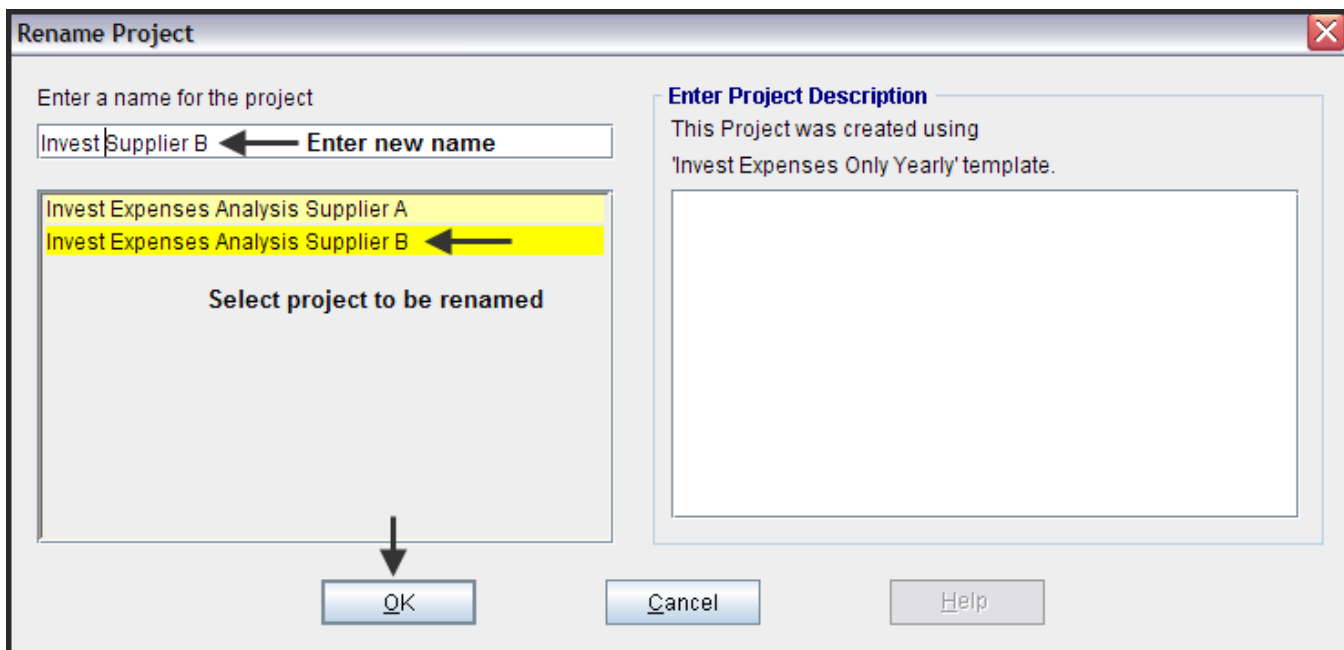 Rename Project
Enter a name for the project
Invest Supplier B Enter new name
Invest Expenses Analysis Supplier A
Invest Expenses Analysis Supplier B
Select project to be renamed
Enter Project Description
This Project was created using
'Invest Expenses Only Yearly' template.
OK
Cancel
Help